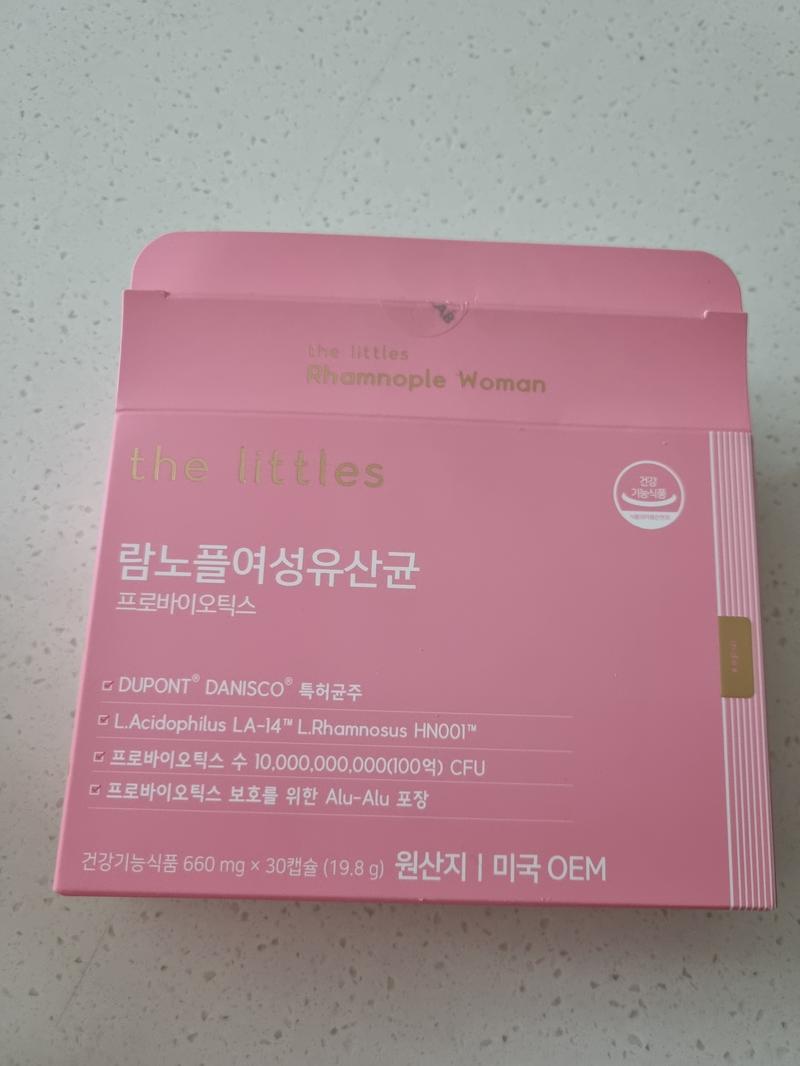 the littles
Rhamnople Woman
the littles
건강
기능식품
람노플여성유산균
프로바이오틱스
DUPONT® DANISCO® 특허균주
L.Acidophilus LA-14™ L.Rhamnosus HN001™
프로바이오틱스 수 10,000,000,000(100억) CFU
프로바이오틱스 보호를 위한 Alu-Alu 포장
건강기능식품 660 mg × 30캡슐 (19.8 g) 원산지 | 미국 OEM